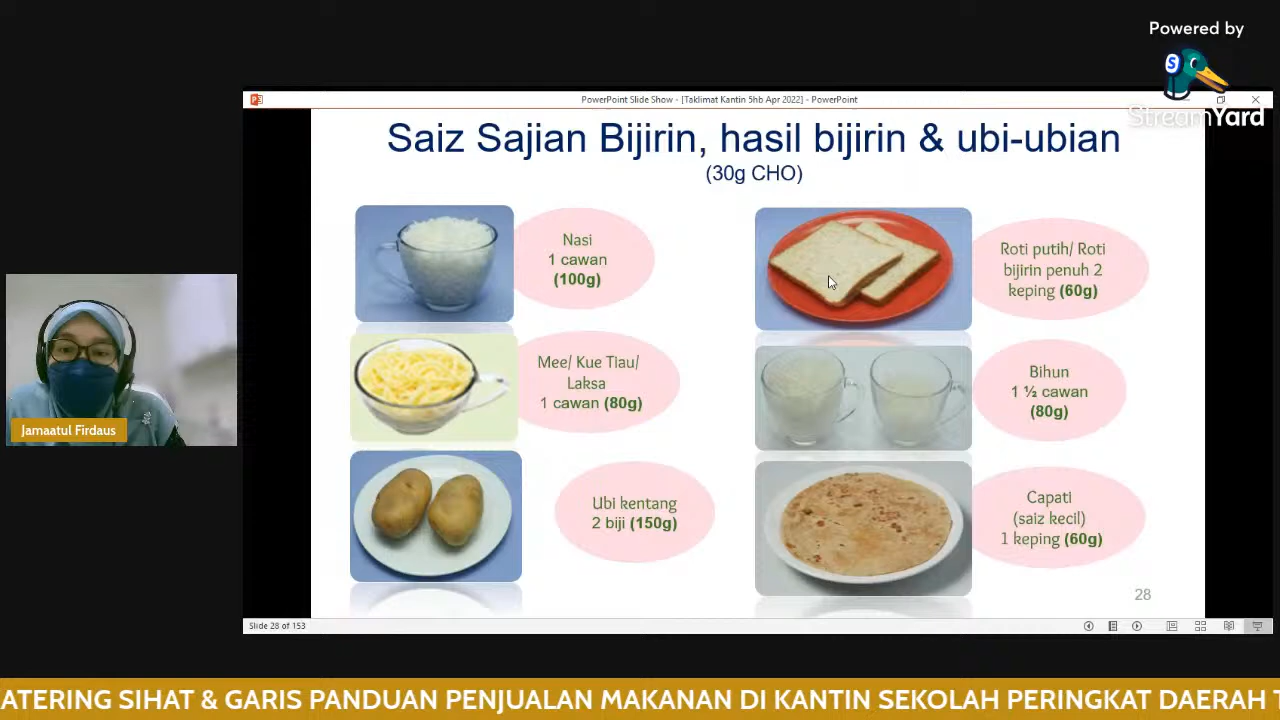 Powered by
StreamYard
PowerPoint Slide Show - [Taklimat Kantin 5hb Apr 2022] - PowerPoint
Saiz Sajian Bijirin, hasil bijirin & ubi-ubian
(30g CHO)
Nasi
1 cawan
(100g)
Roti putih/ Roti
bijirin penuh 2
keping (60g)
Mee/ Kue Tiau/
Laksa
1 cawan (80g)
Bihun
1 ½ cawan
(80g)
Ubi kentang
2 biji (150g)
Capati
(saiz kecil)
1 keping (60g)
28
Slide 28 of 153
Jamaatul Firdaus
ATERING SIHAT & GARIS PANDUAN PENJUALAN MAKANAN DI KANTIN SEKOLAH PERINGKAT DAERAH T